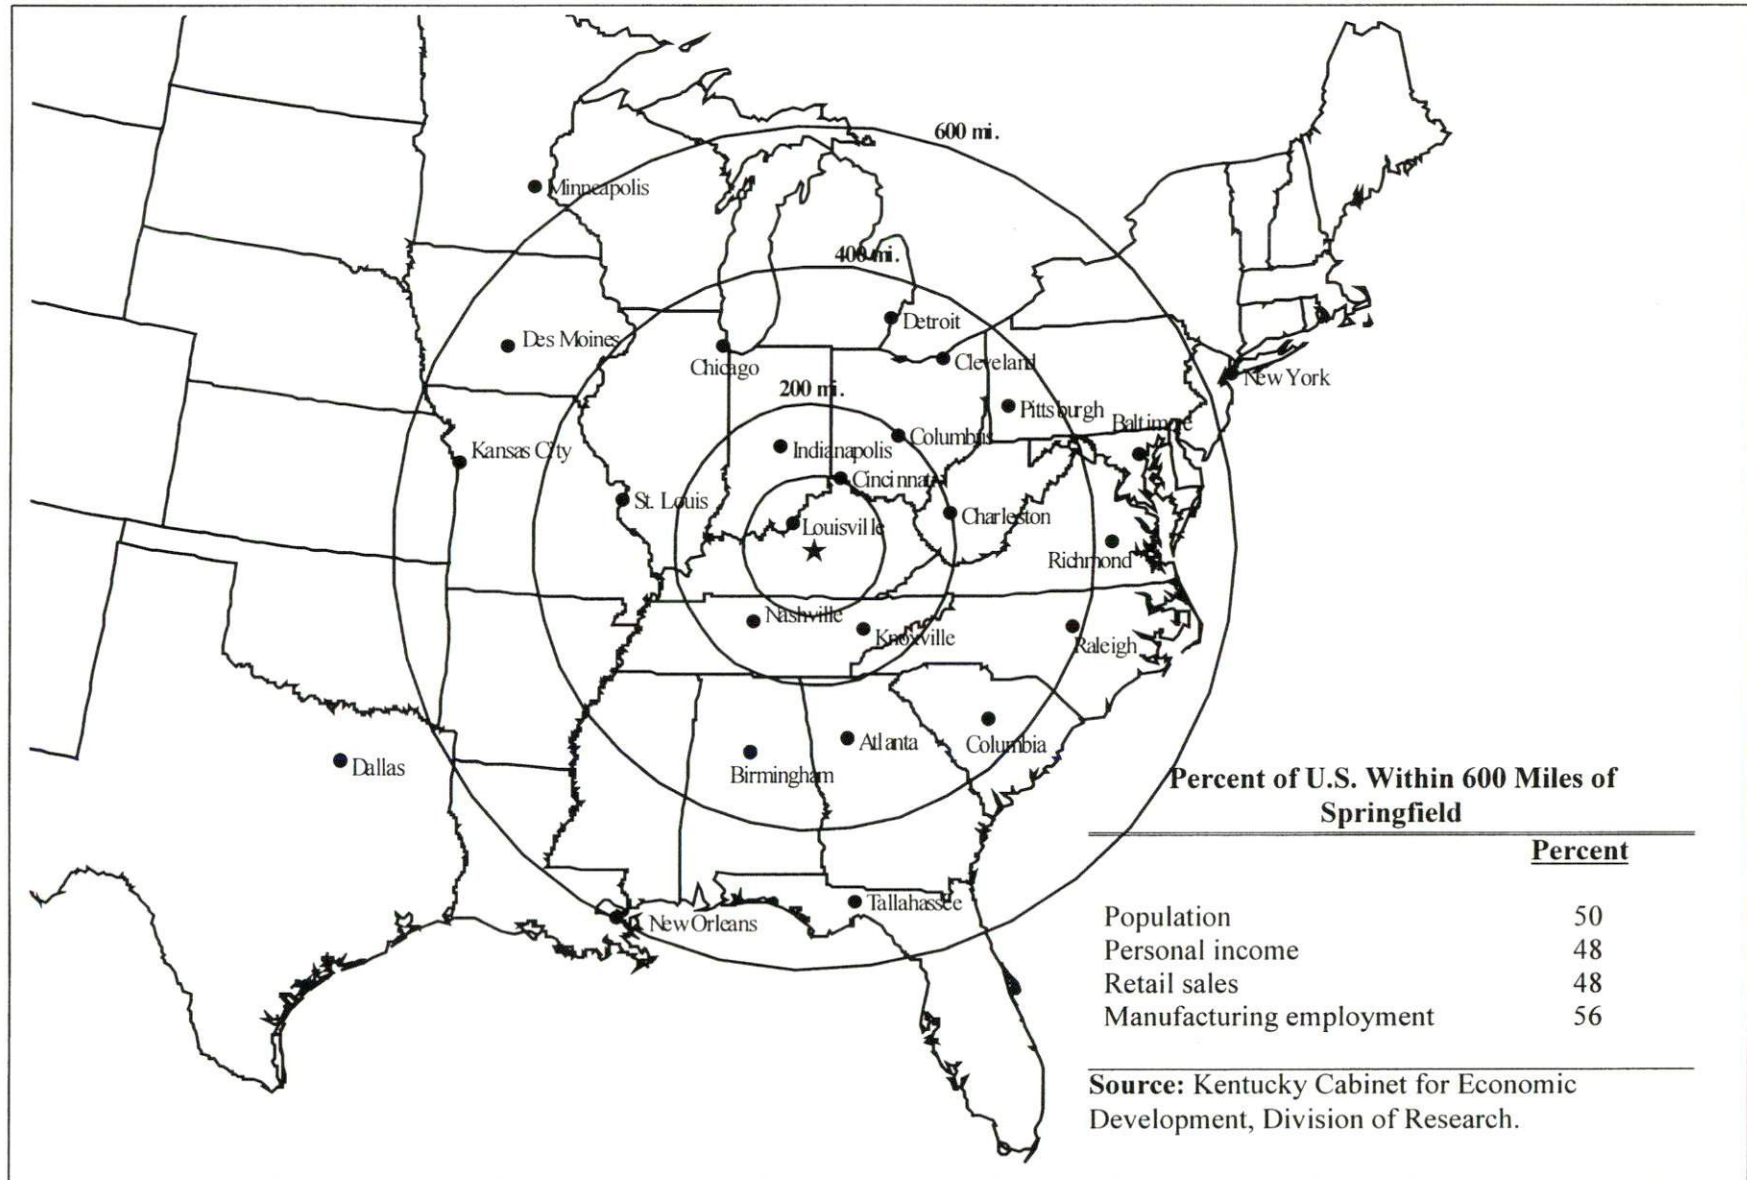 600 mi.
Minneapolis
400 mi.
Detroit
Des Moines
Cleveland
Chicago
New York
200 mi.
Pittsburgh
Baltimore
Columbus
Indianapolis
Kansas City
Cincinnati
St. Louis
Charleston
Louisville
Richmond
Nashville
Knoxville
Raleigh
Atlanta
Columbia
Dallas
Birmingham
Percent of U.S. Within 600 Miles of
Springfield
Percent
Tallahassee
New Orleans
Population 50
Personal income 48
Retail sales 48
Manufacturing employment 56
Source: Kentucky Cabinet for Economic
Development, Division of Research.